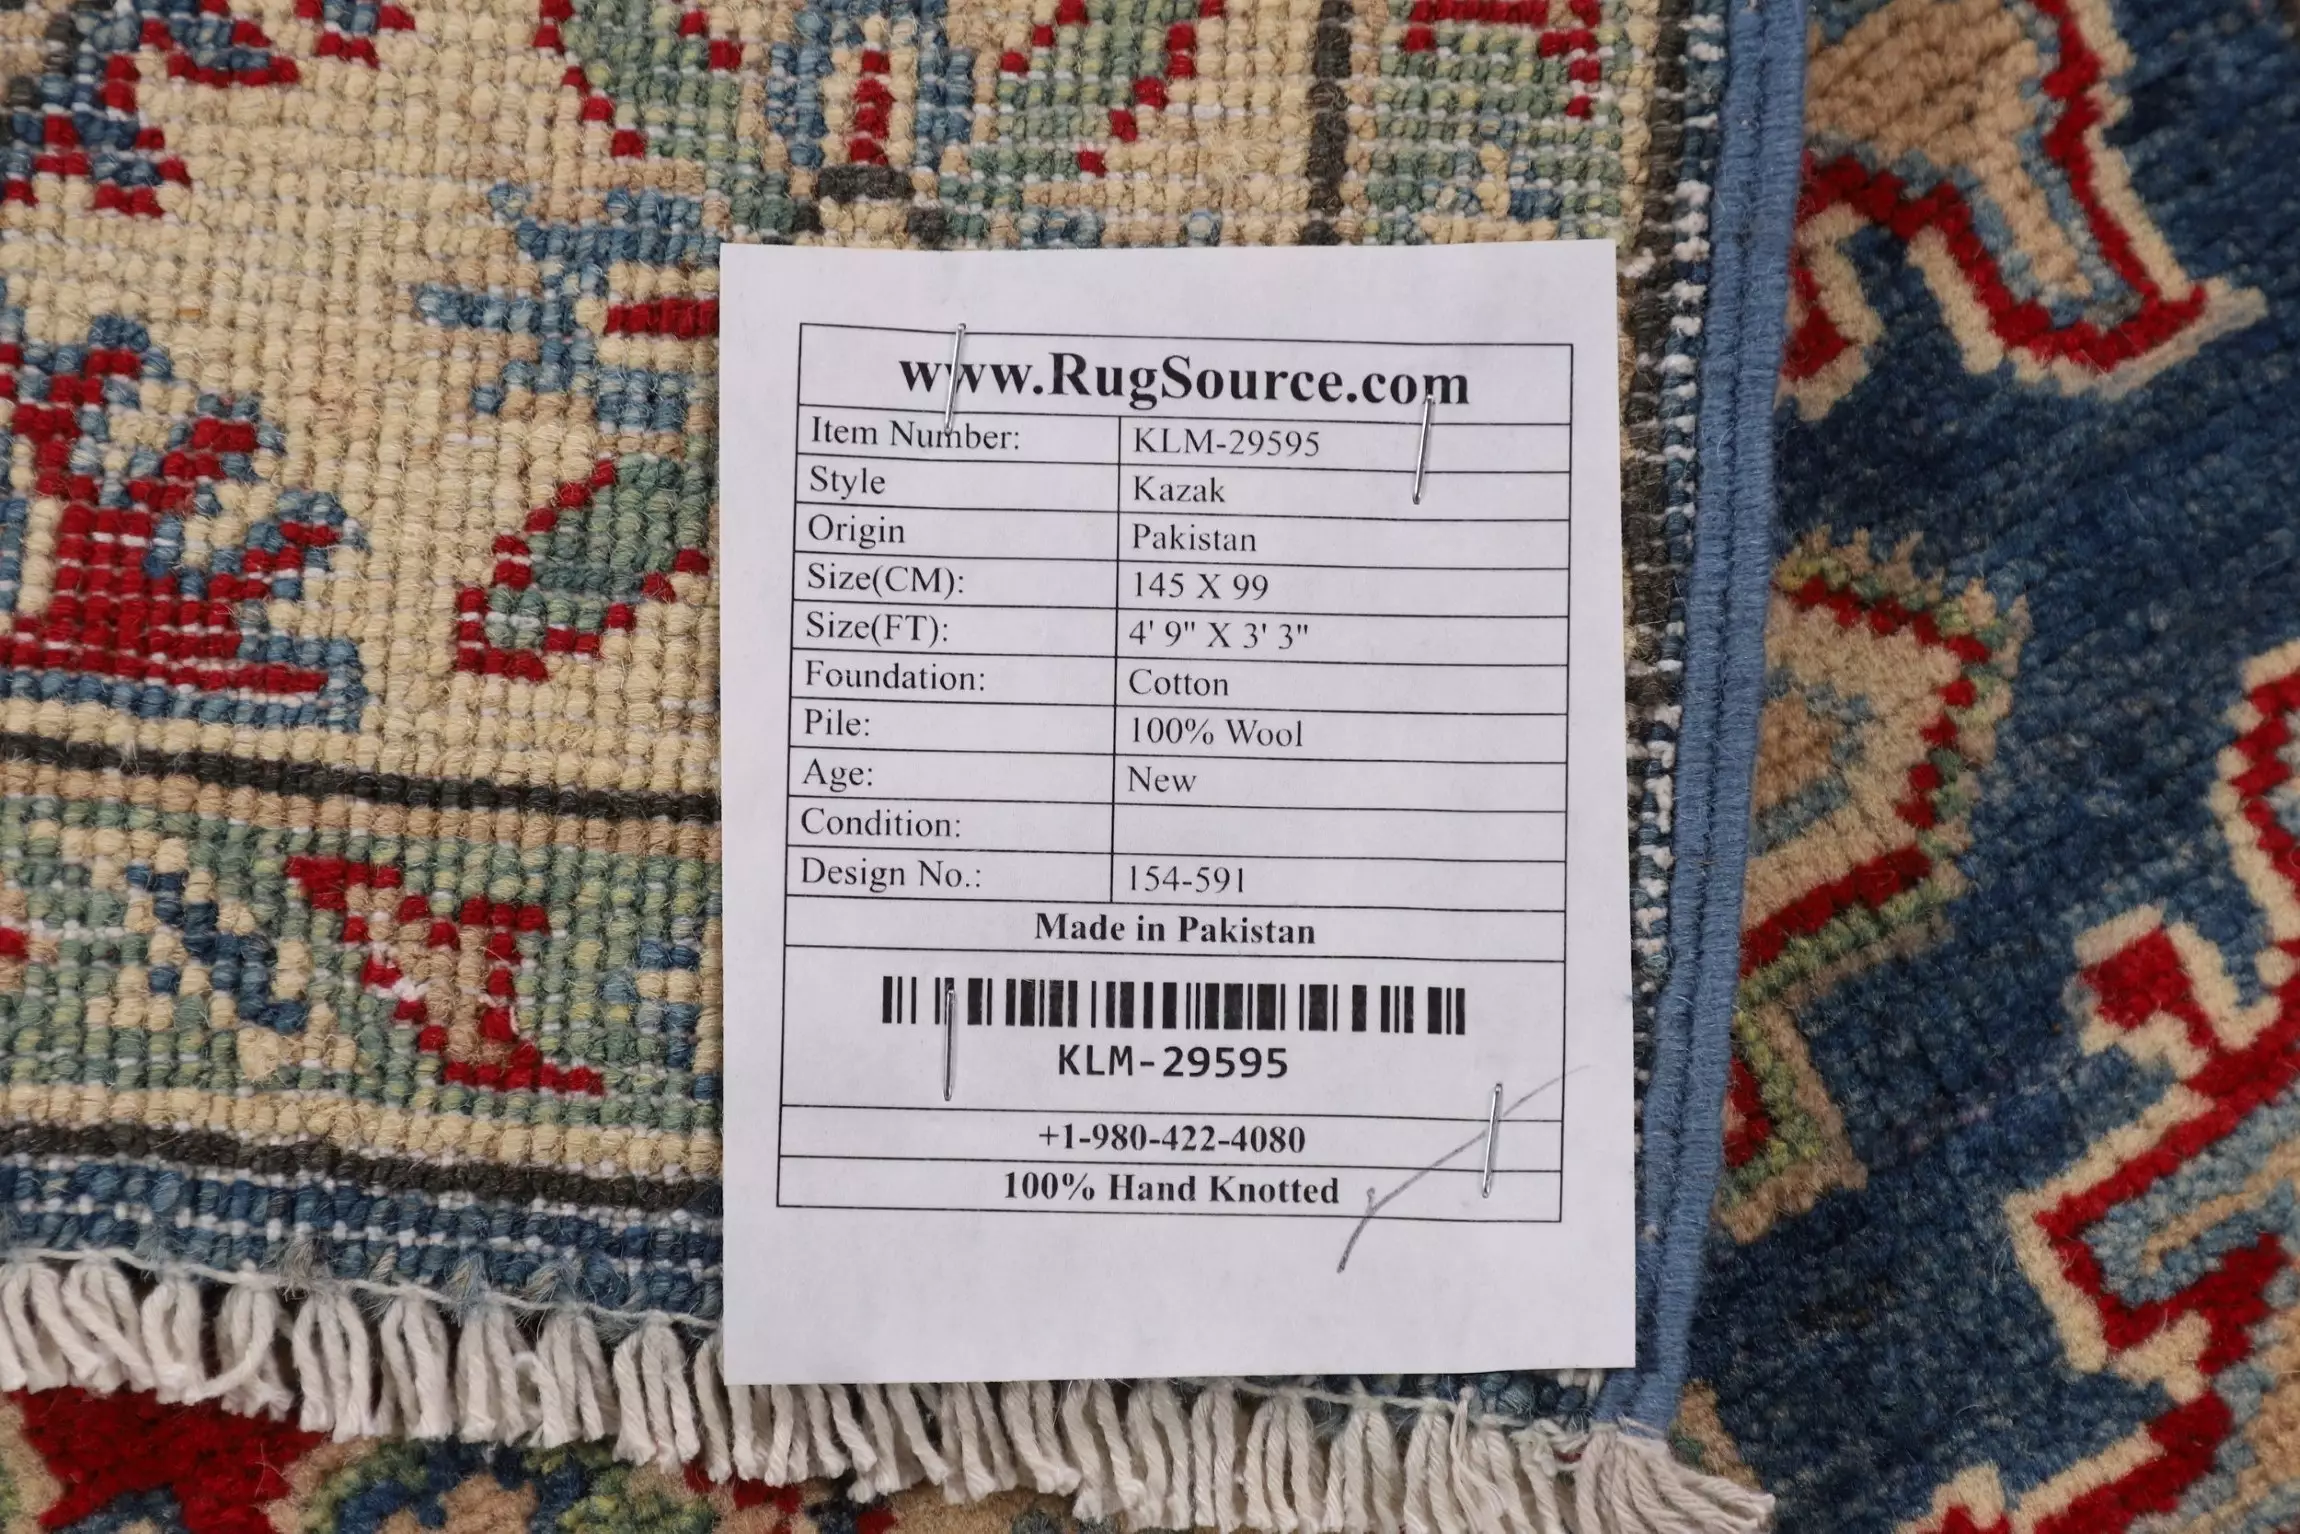 www.RugSource.com
Item Number: KLM-29595
Style Kazak
Origin Pakistan
Size(CM): 145 X 99
Size(FT): 4' 9" X 3' 3"
Foundation: Cotton
Pile: 100% Wool
Age: New
Condition:
Design No.: 154-591
Made in Pakistan
KLM-29595
+1-980-422-4080
100% Hand Knotted